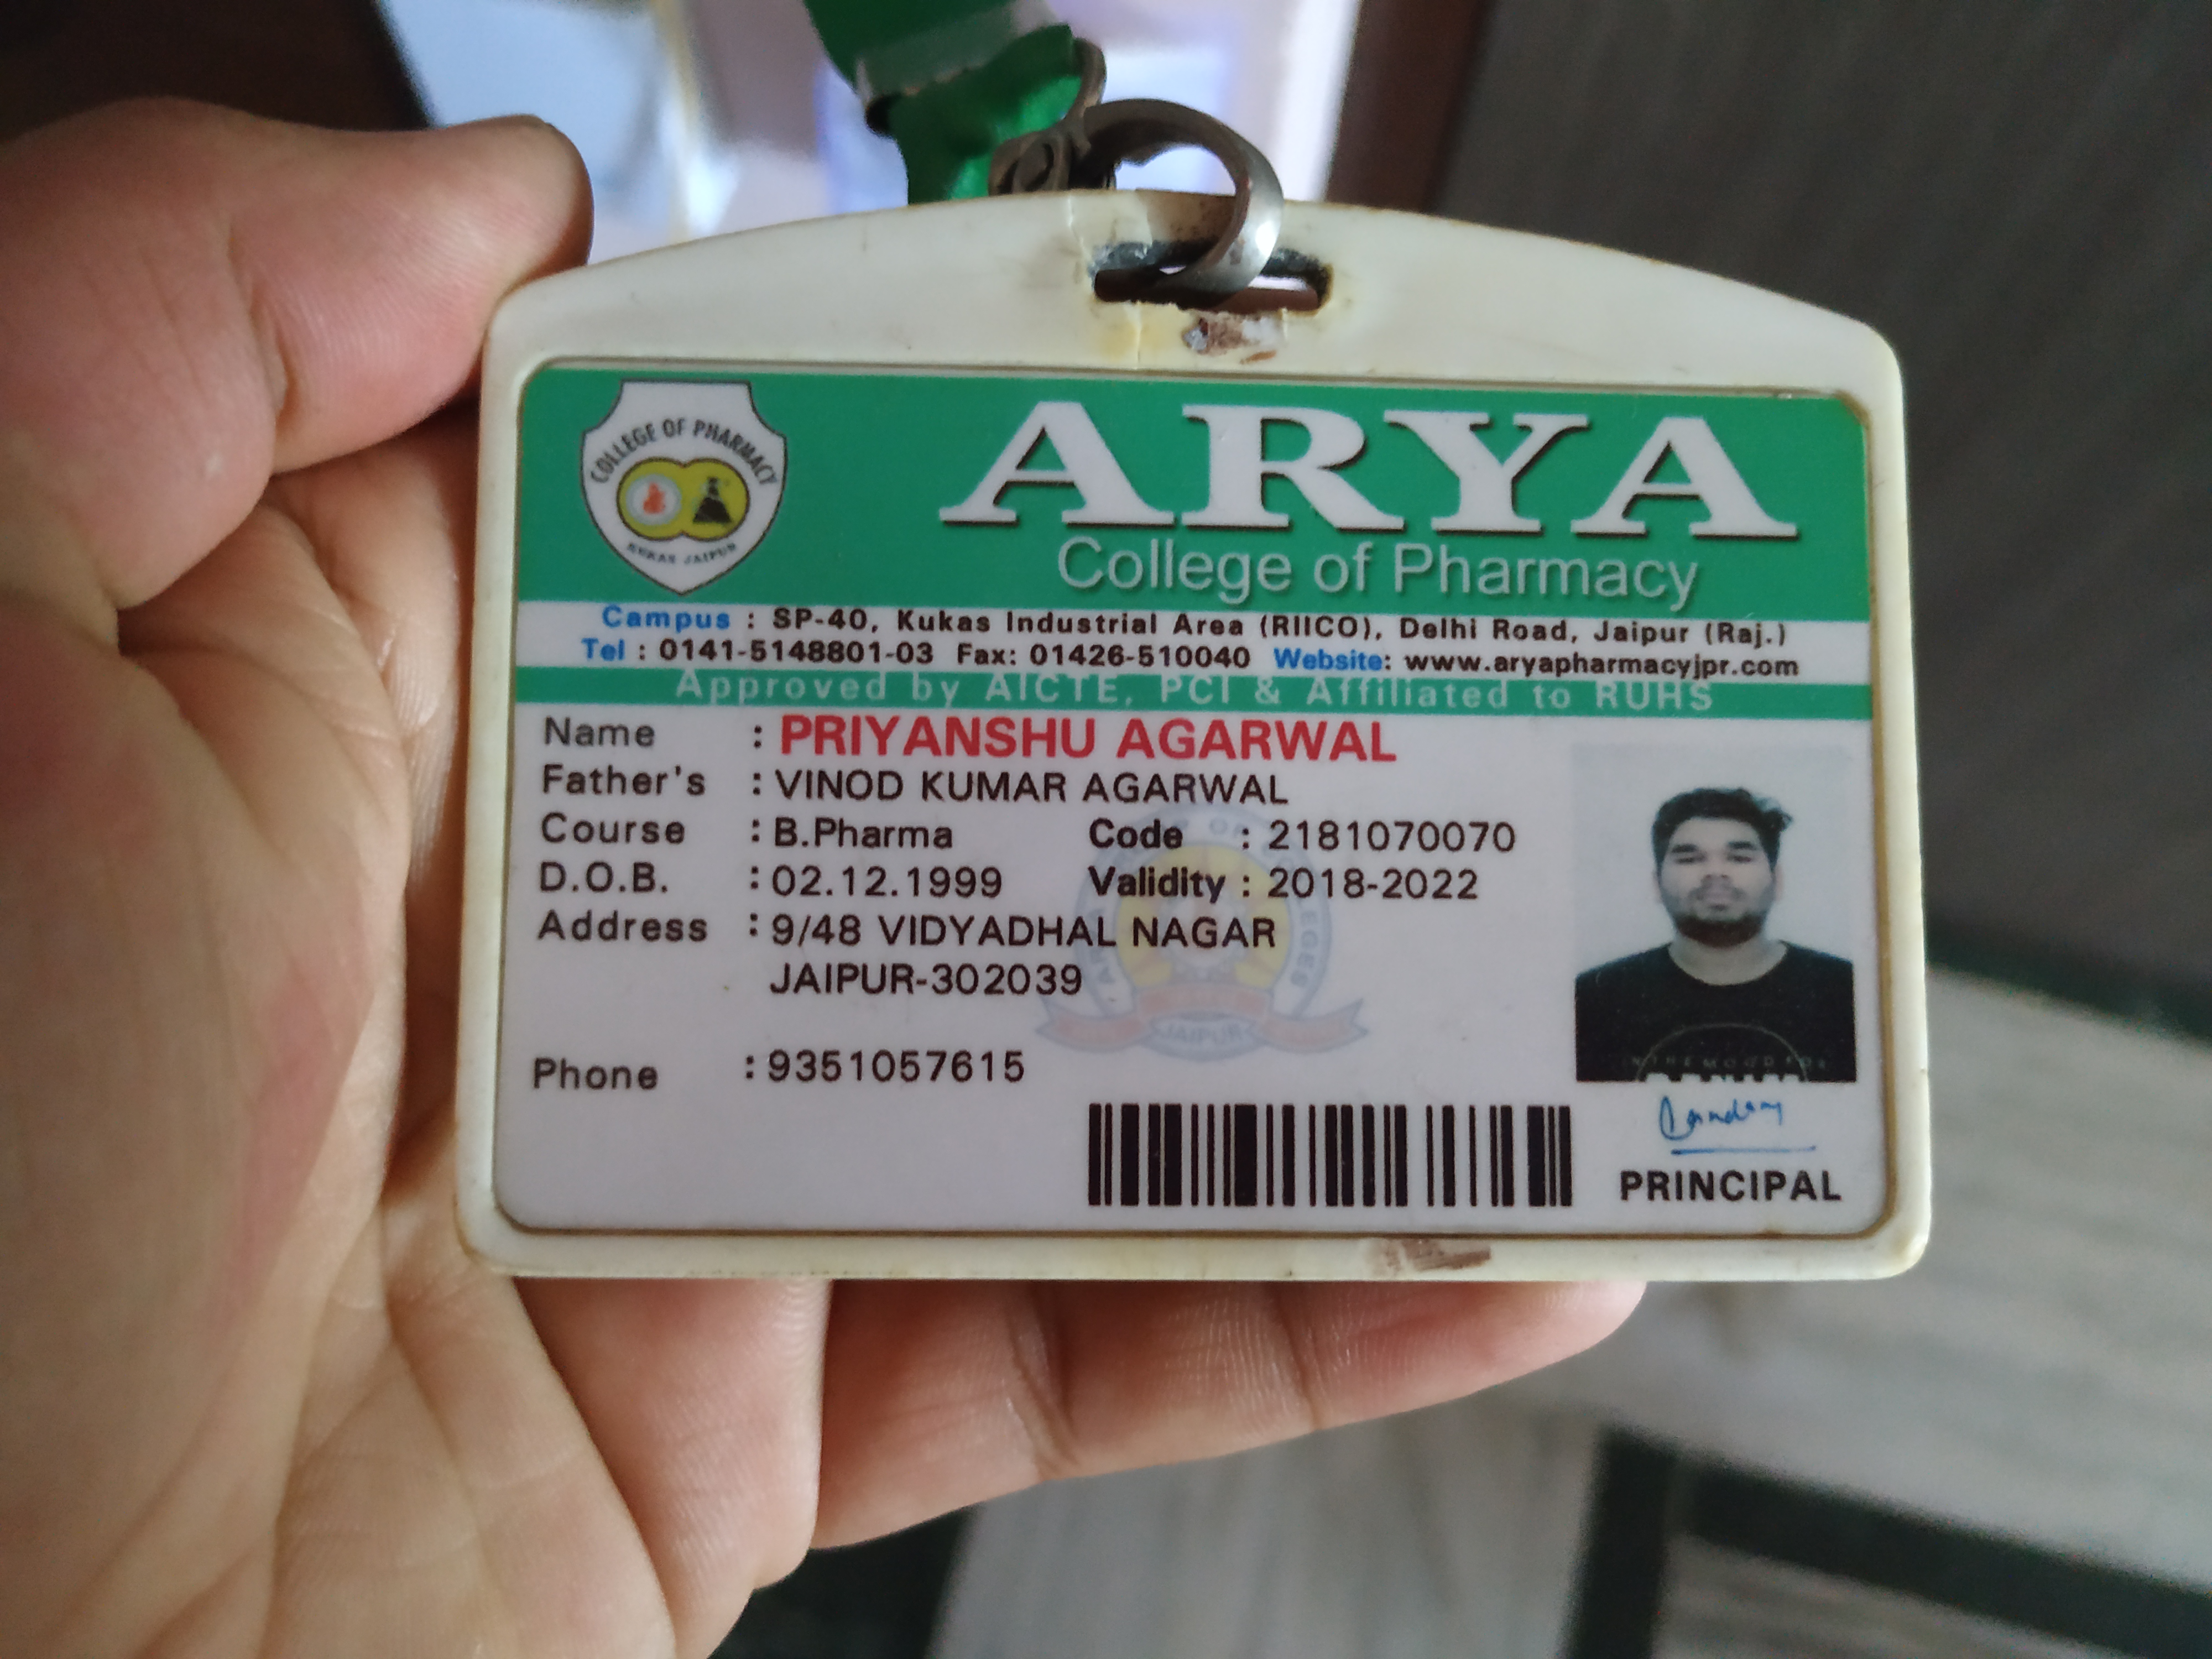 COLLEGE OF PHARMACY
KUKAS JAIPUR
ARYA
College of Pharmacy
Campus : SP-40, Kukas Industrial Area (RIICO), Delhi Road, Jaipur (Raj.)
Tel : 0141-5148801-03 Fax: 01426-510040 Website: www.aryapharmacyjpr.com
Approved by AICTE, PCI & Affiliated to RUHS
Name : PRIYANSHU AGARWAL
Father's : VINOD KUMAR AGARWAL
Course : B.Pharma Code : 2181070070
D.O.B. : 02.12.1999 Validity : 2018-2022
Address : 9/48 VIDYADHAL NAGAR
JAIPUR-302039
JAIPUR
Phone : 9351057615
PRINCIPAL